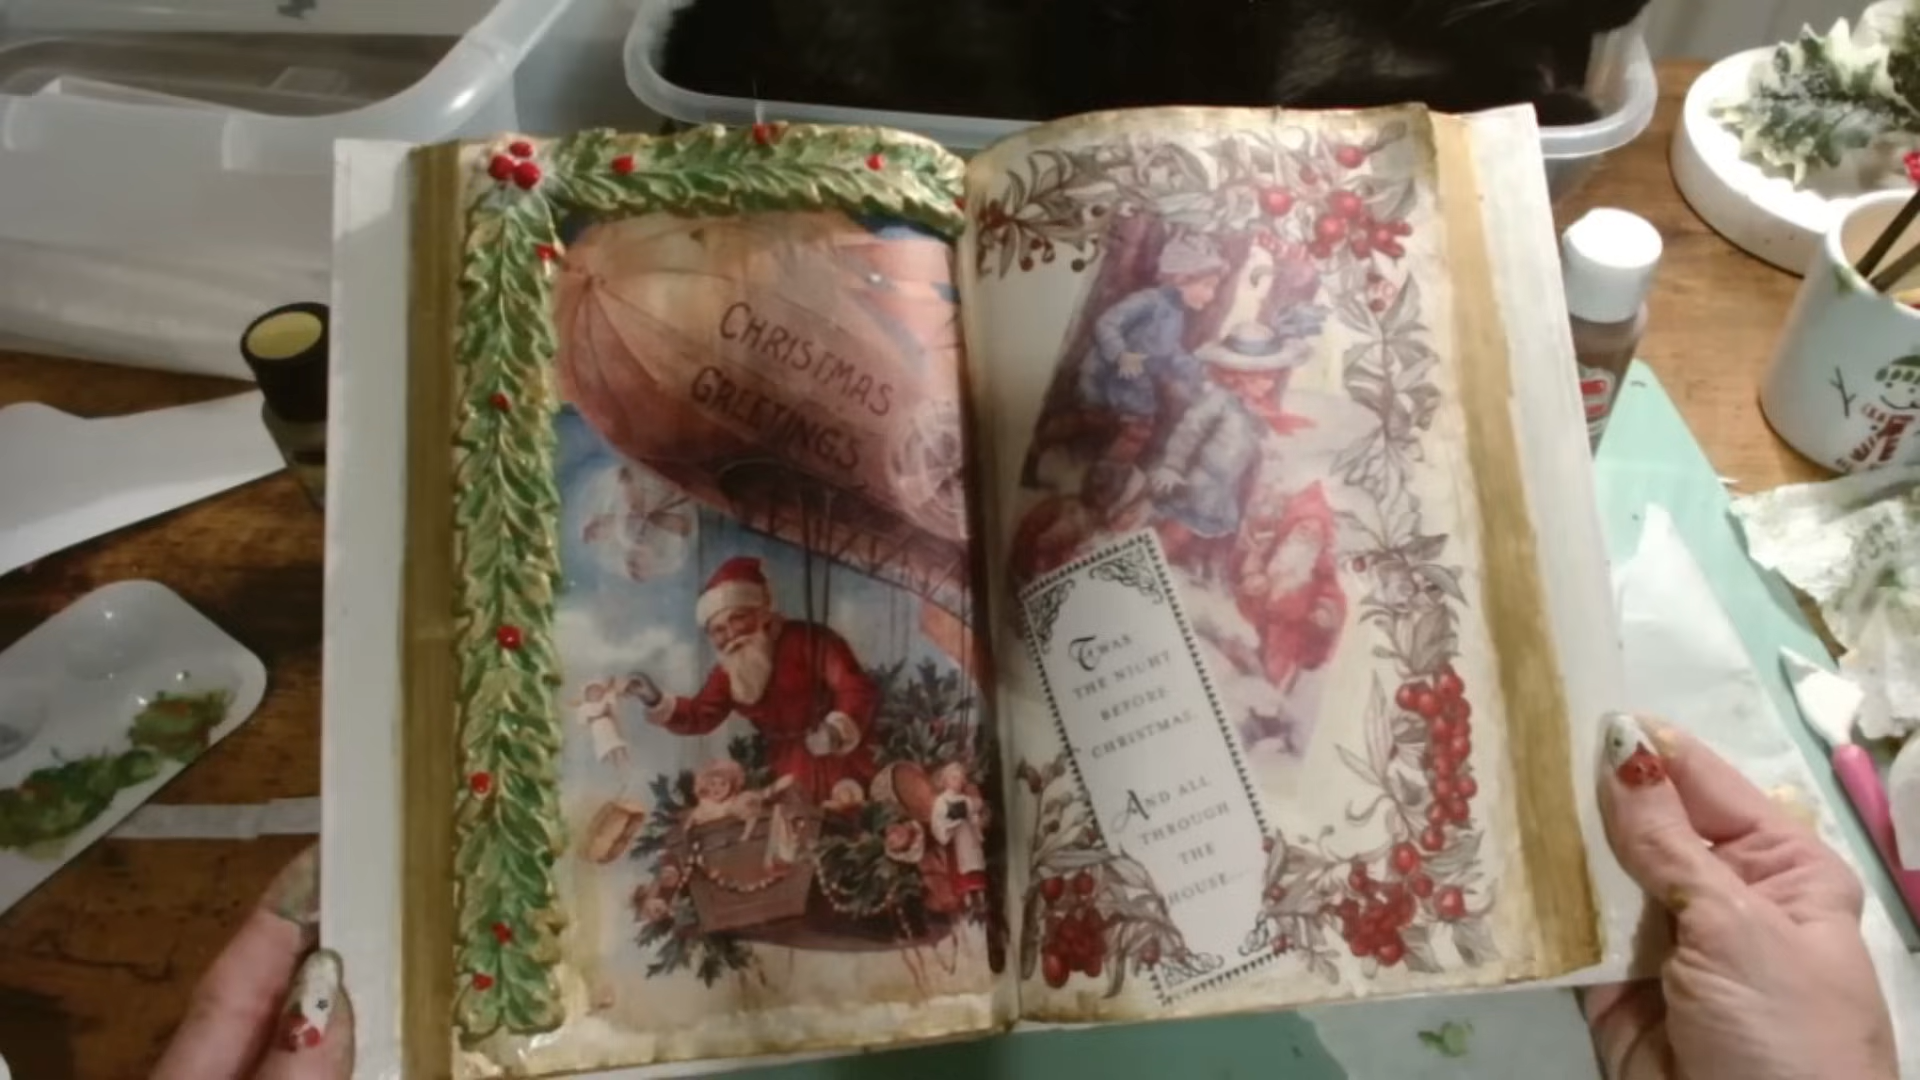 CHRISTMAS
GREETINGS
TWAS
THE NIGHT
BEFORE
CHRISTMAS,
AND ALL
THROUGH
THE
HOUSE...